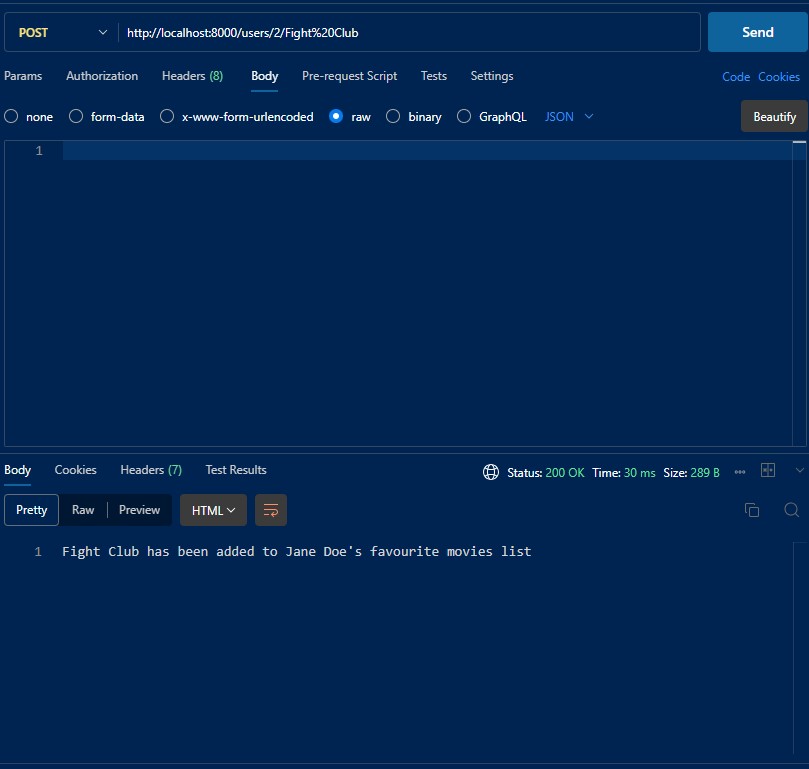 POST http://localhost:8000/users/2/Fight%20Club Send
Params Authorization Headers (8) Body Pre-request Script Tests Settings Code Cookies
none form-data x-www-form-urlencoded raw binary GraphQL JSON Beautify
1
Body Cookies Headers (7) Test Results Status: 200 OK Time: 30 ms Size: 289 B
Pretty Raw Preview HTML
1 Fight Club has been added to Jane Doe's favourite movies list